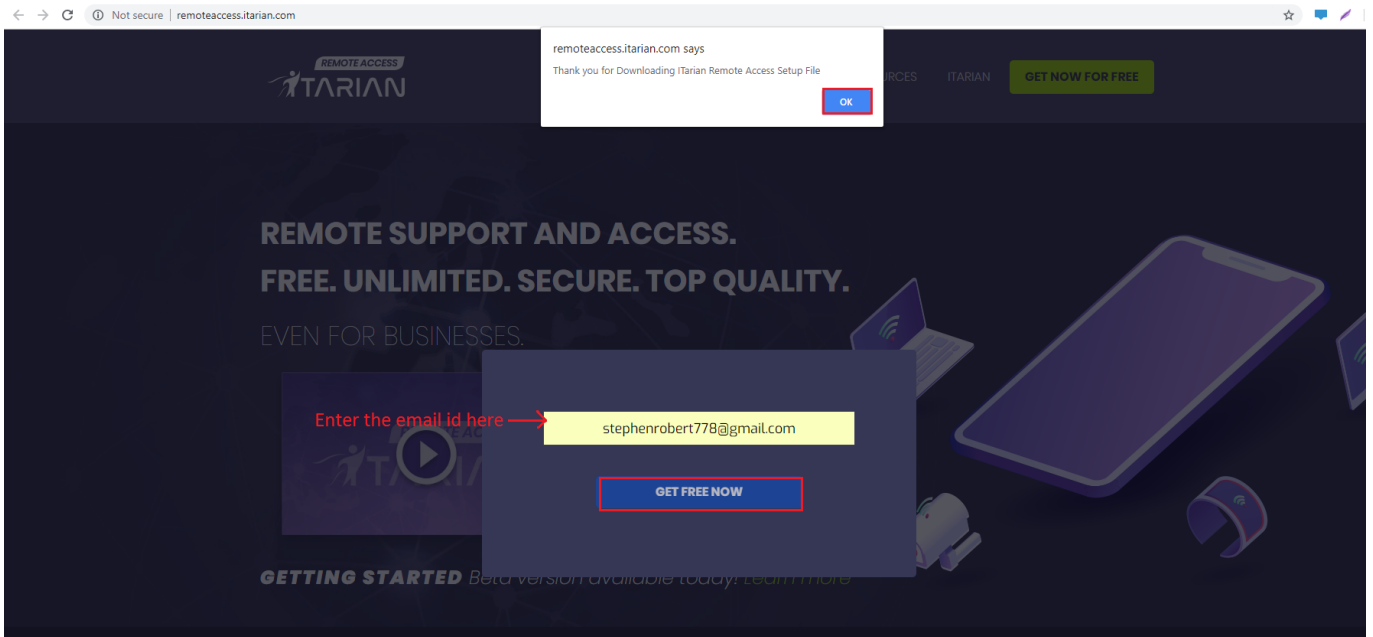 Not secure | remoteaccess.itarian.com
remoteaccess.itarian.com says
Thank you for Downloading ITarian Remote Access Setup File
OK
REMOTE ACCESS
ITARIAN
URCES
ITARIAN
GET NOW FOR FREE
REMOTE SUPPORT AND ACCESS.
FREE. UNLIMITED. SECURE. TOP QUALITY.
EVEN FOR BUSINESSES.
Enter the email id here
stephenrobert778@gmail.com
GET FREE NOW
GETTING STARTED Beta version available today! Learn more